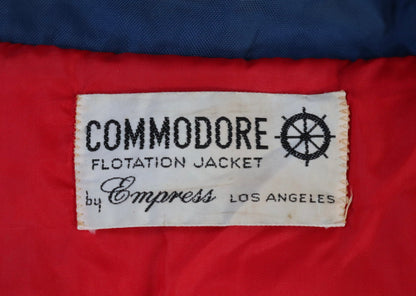 COMMODORE
FLOTATION JACKET
by Empress LOS ANGELES